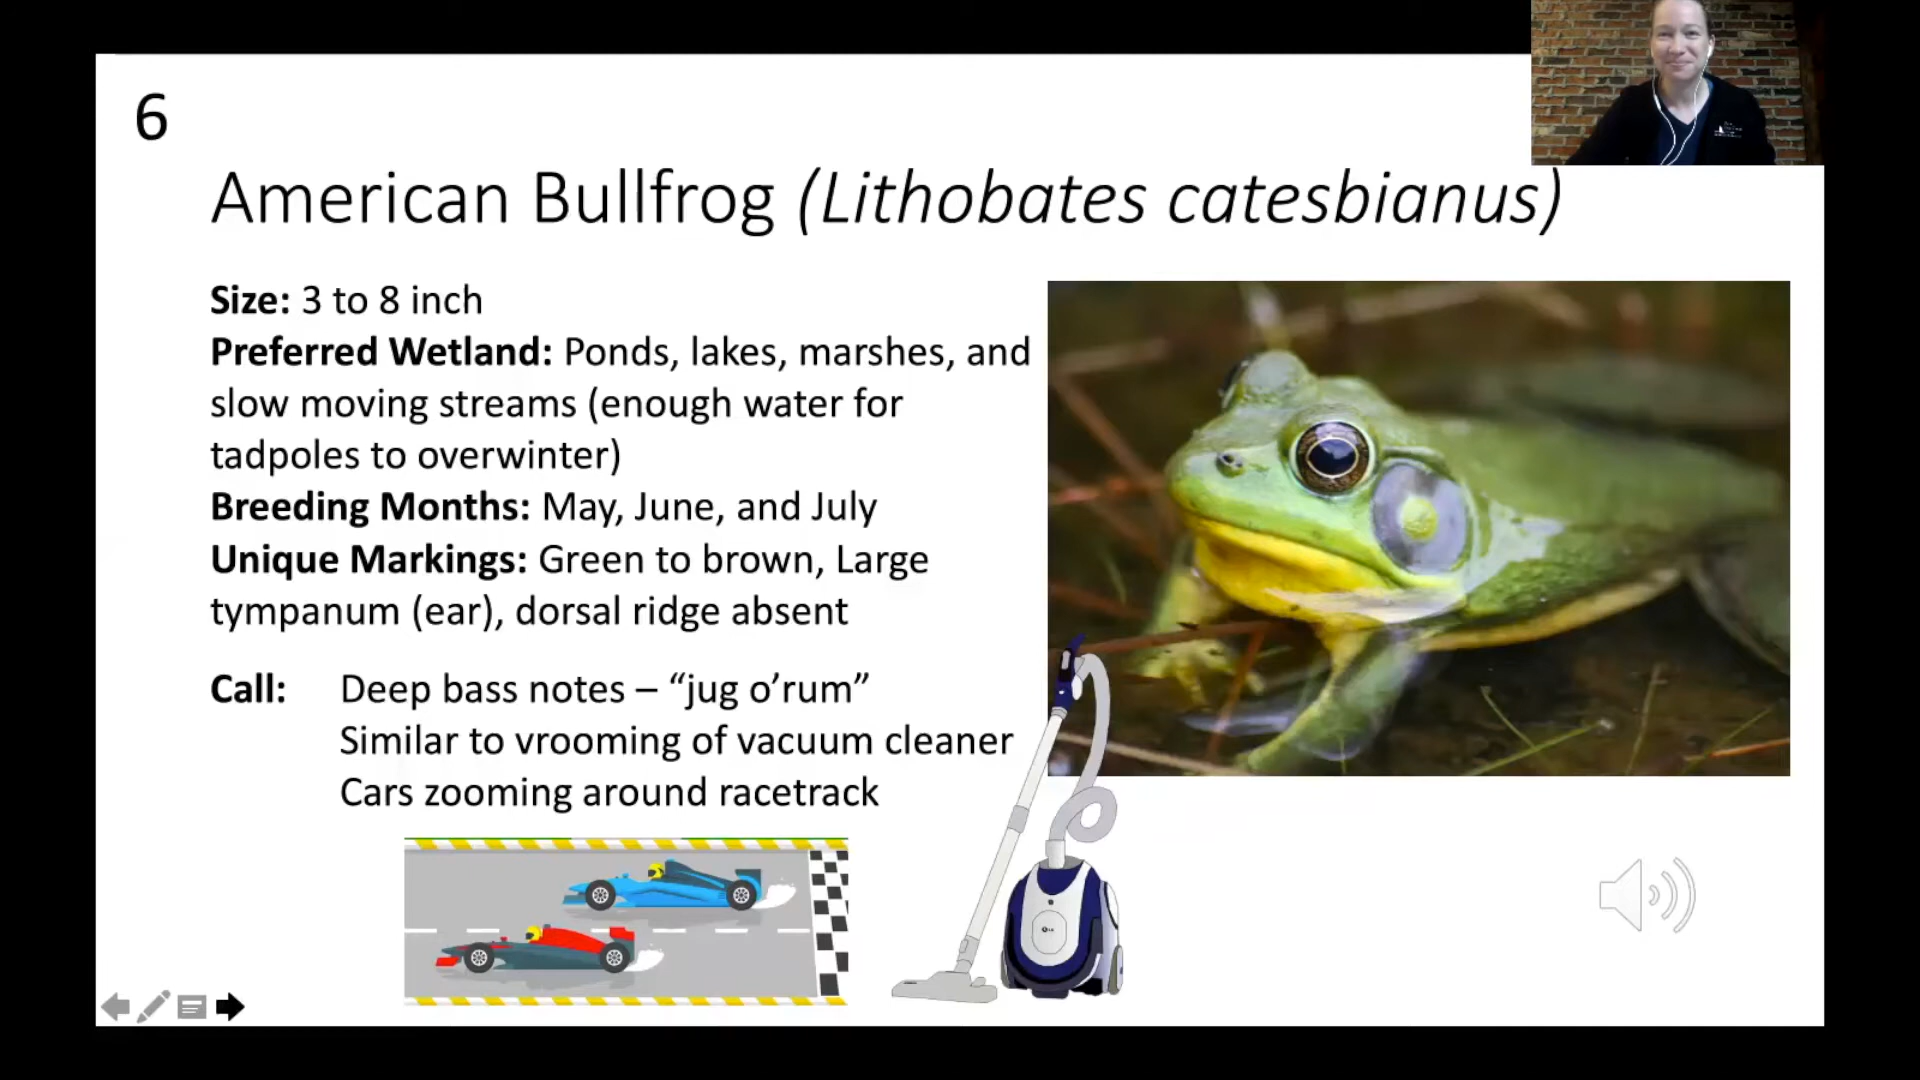 6
American Bullfrog (Lithobates catesbianus)
Size: 3 to 8 inch
Preferred Wetland: Ponds, lakes, marshes, and
slow moving streams (enough water for
tadpoles to overwinter)
Breeding Months: May, June, and July
Unique Markings: Green to brown, Large
tympanum (ear), dorsal ridge absent
Call: Deep bass notes – “jug o’rum”
Similar to vrooming of vacuum cleaner
Cars zooming around racetrack